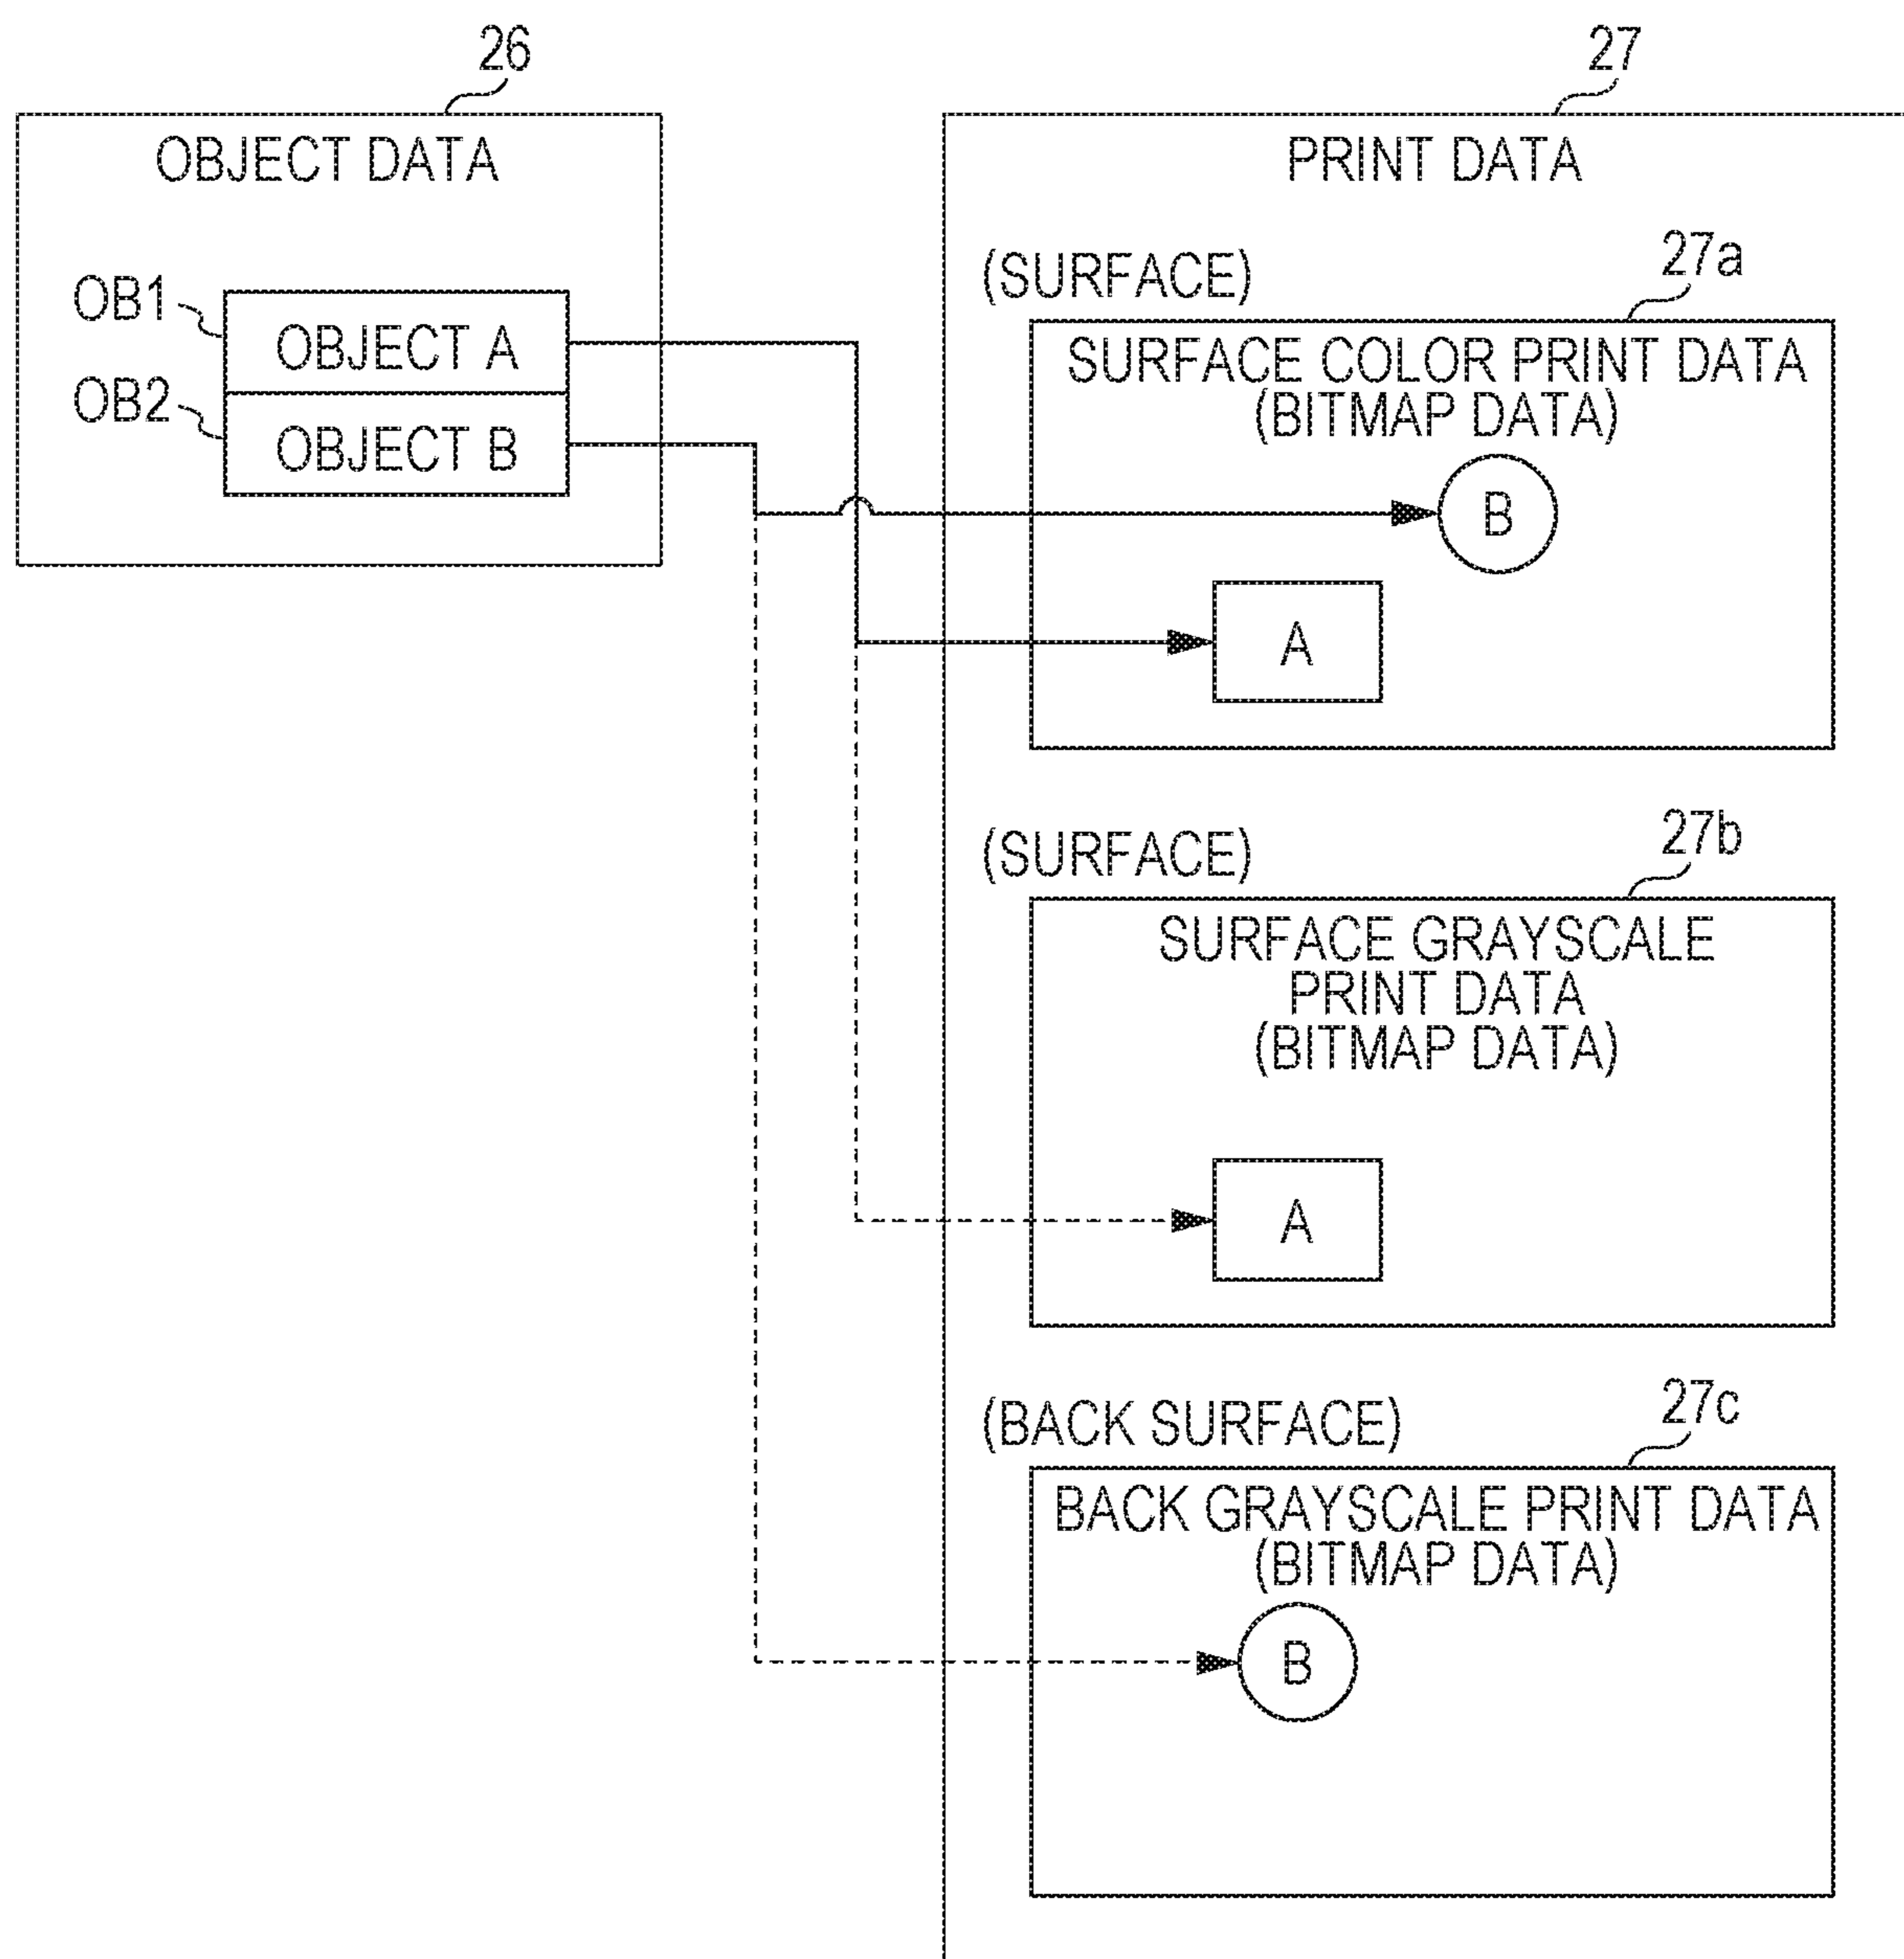 26
OBJECT DATA
OB1
OBJECT A
OB2
OBJECT B
27
PRINT DATA
(SURFACE)
27a
SURFACE COLOR PRINT DATA
(BITMAP DATA)
B
A
(SURFACE)
27b
SURFACE GRAYSCALE
PRINT DATA
(BITMAP DATA)
A
(BACK SURFACE)
27c
BACK GRAYSCALE PRINT DATA
(BITMAP DATA)
B